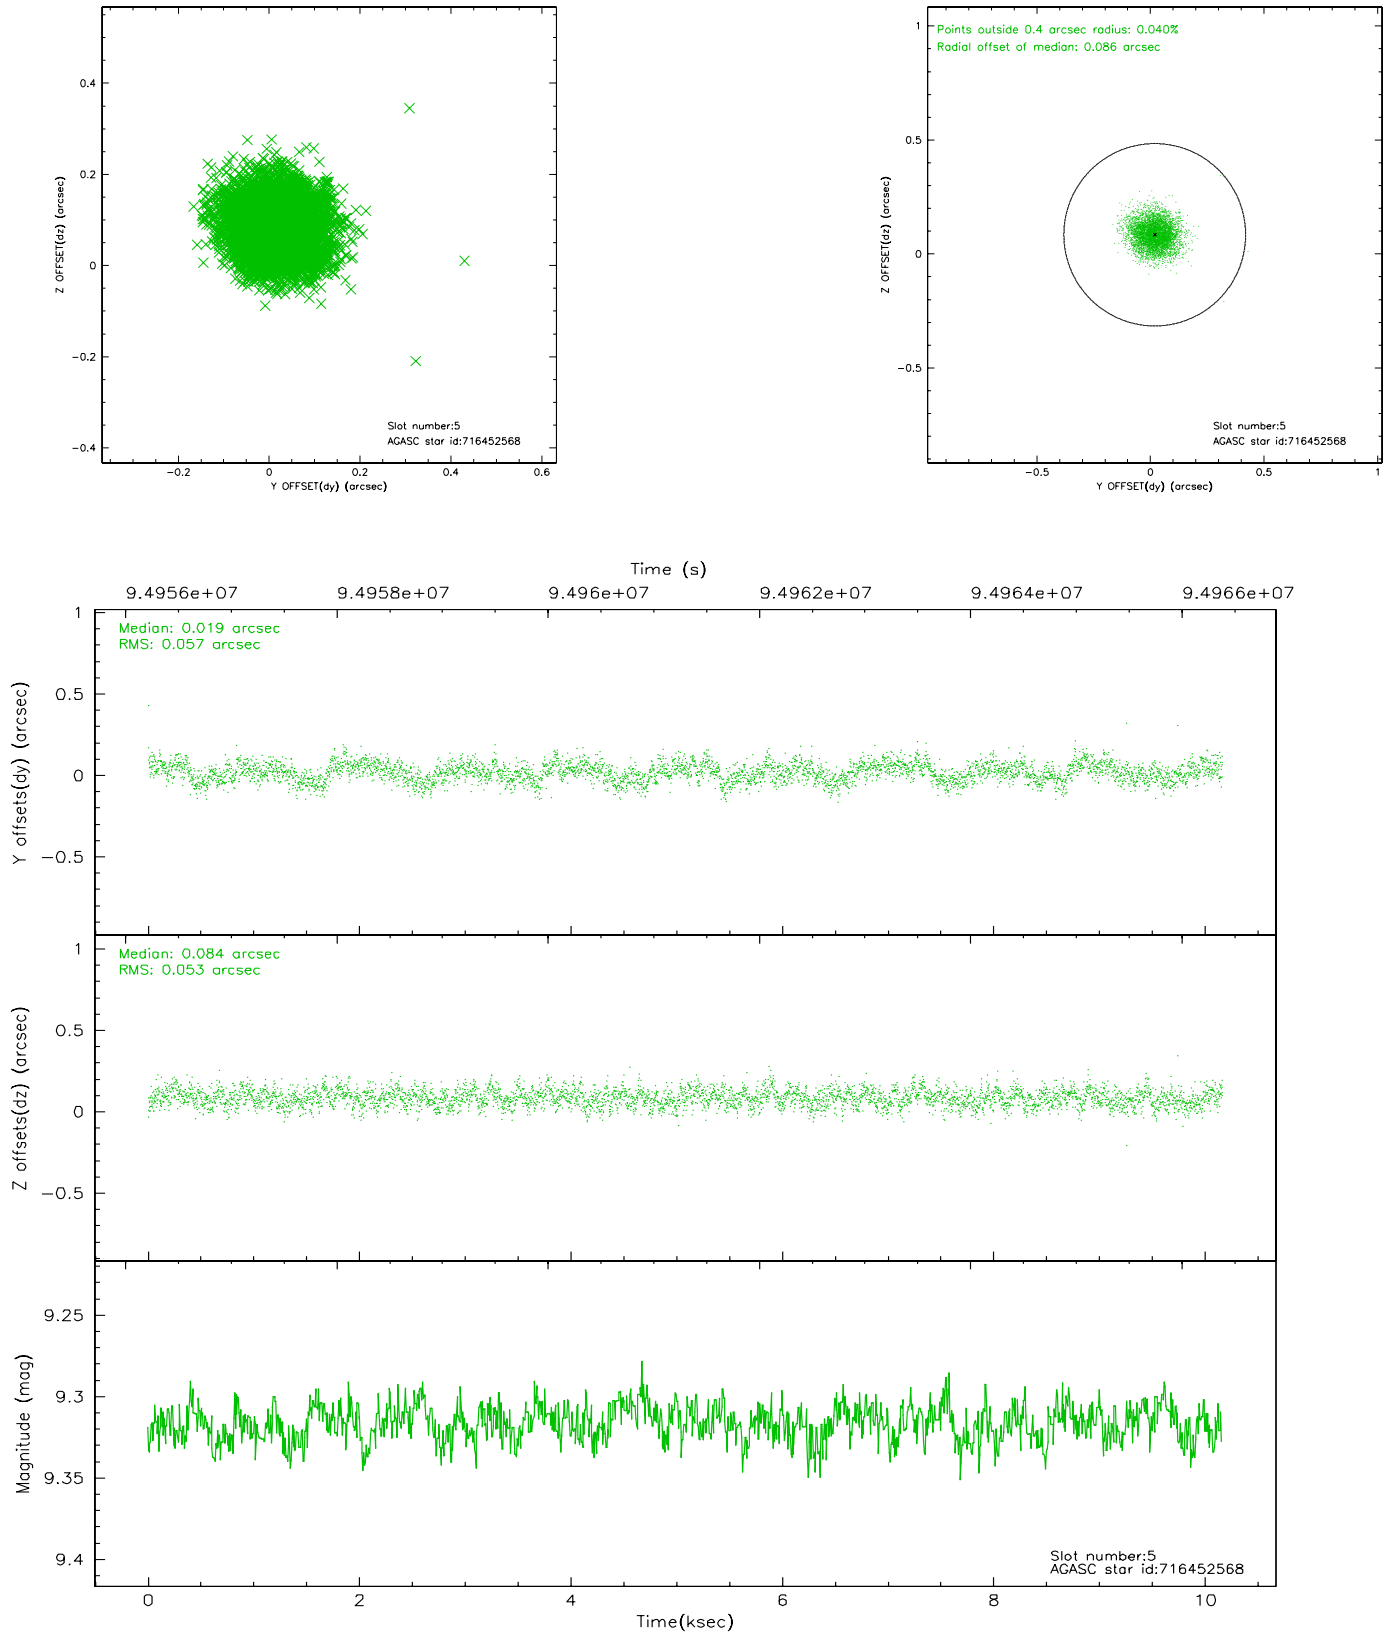 0.4
0.2
0
−0.2
−0.4
Z OFFSET(dz) (arcsec)
Slot number:5
AGASC star id:716452568
−0.2 0 0.2 0.4 0.6
Y OFFSET(dy) (arcsec)
Points outside 0.4 arcsec radius: 0.040%
Radial offset of median: 0.086 arcsec
1
0.5
0
−0.5
Z OFFSET(dz) (arcsec)
Slot number:5
AGASC star id:716452568
−0.5 0 0.5 1
Y OFFSET(dy) (arcsec)
Time (s)
9.4956e+07 9.4958e+07 9.496e+07 9.4962e+07 9.4964e+07 9.4966e+07
Median: 0.019 arcsec
RMS: 0.057 arcsec
1
0.5
0
−0.5
Y offsets(dy) (arcsec)
Median: 0.084 arcsec
RMS: 0.053 arcsec
1
0.5
0
−0.5
Z offsets(dz) (arcsec)
9.25
9.3
9.35
9.4
Magnitude (mag)
Slot number:5
AGASC star id:716452568
0 2 4 6 8 10
Time(ksec)